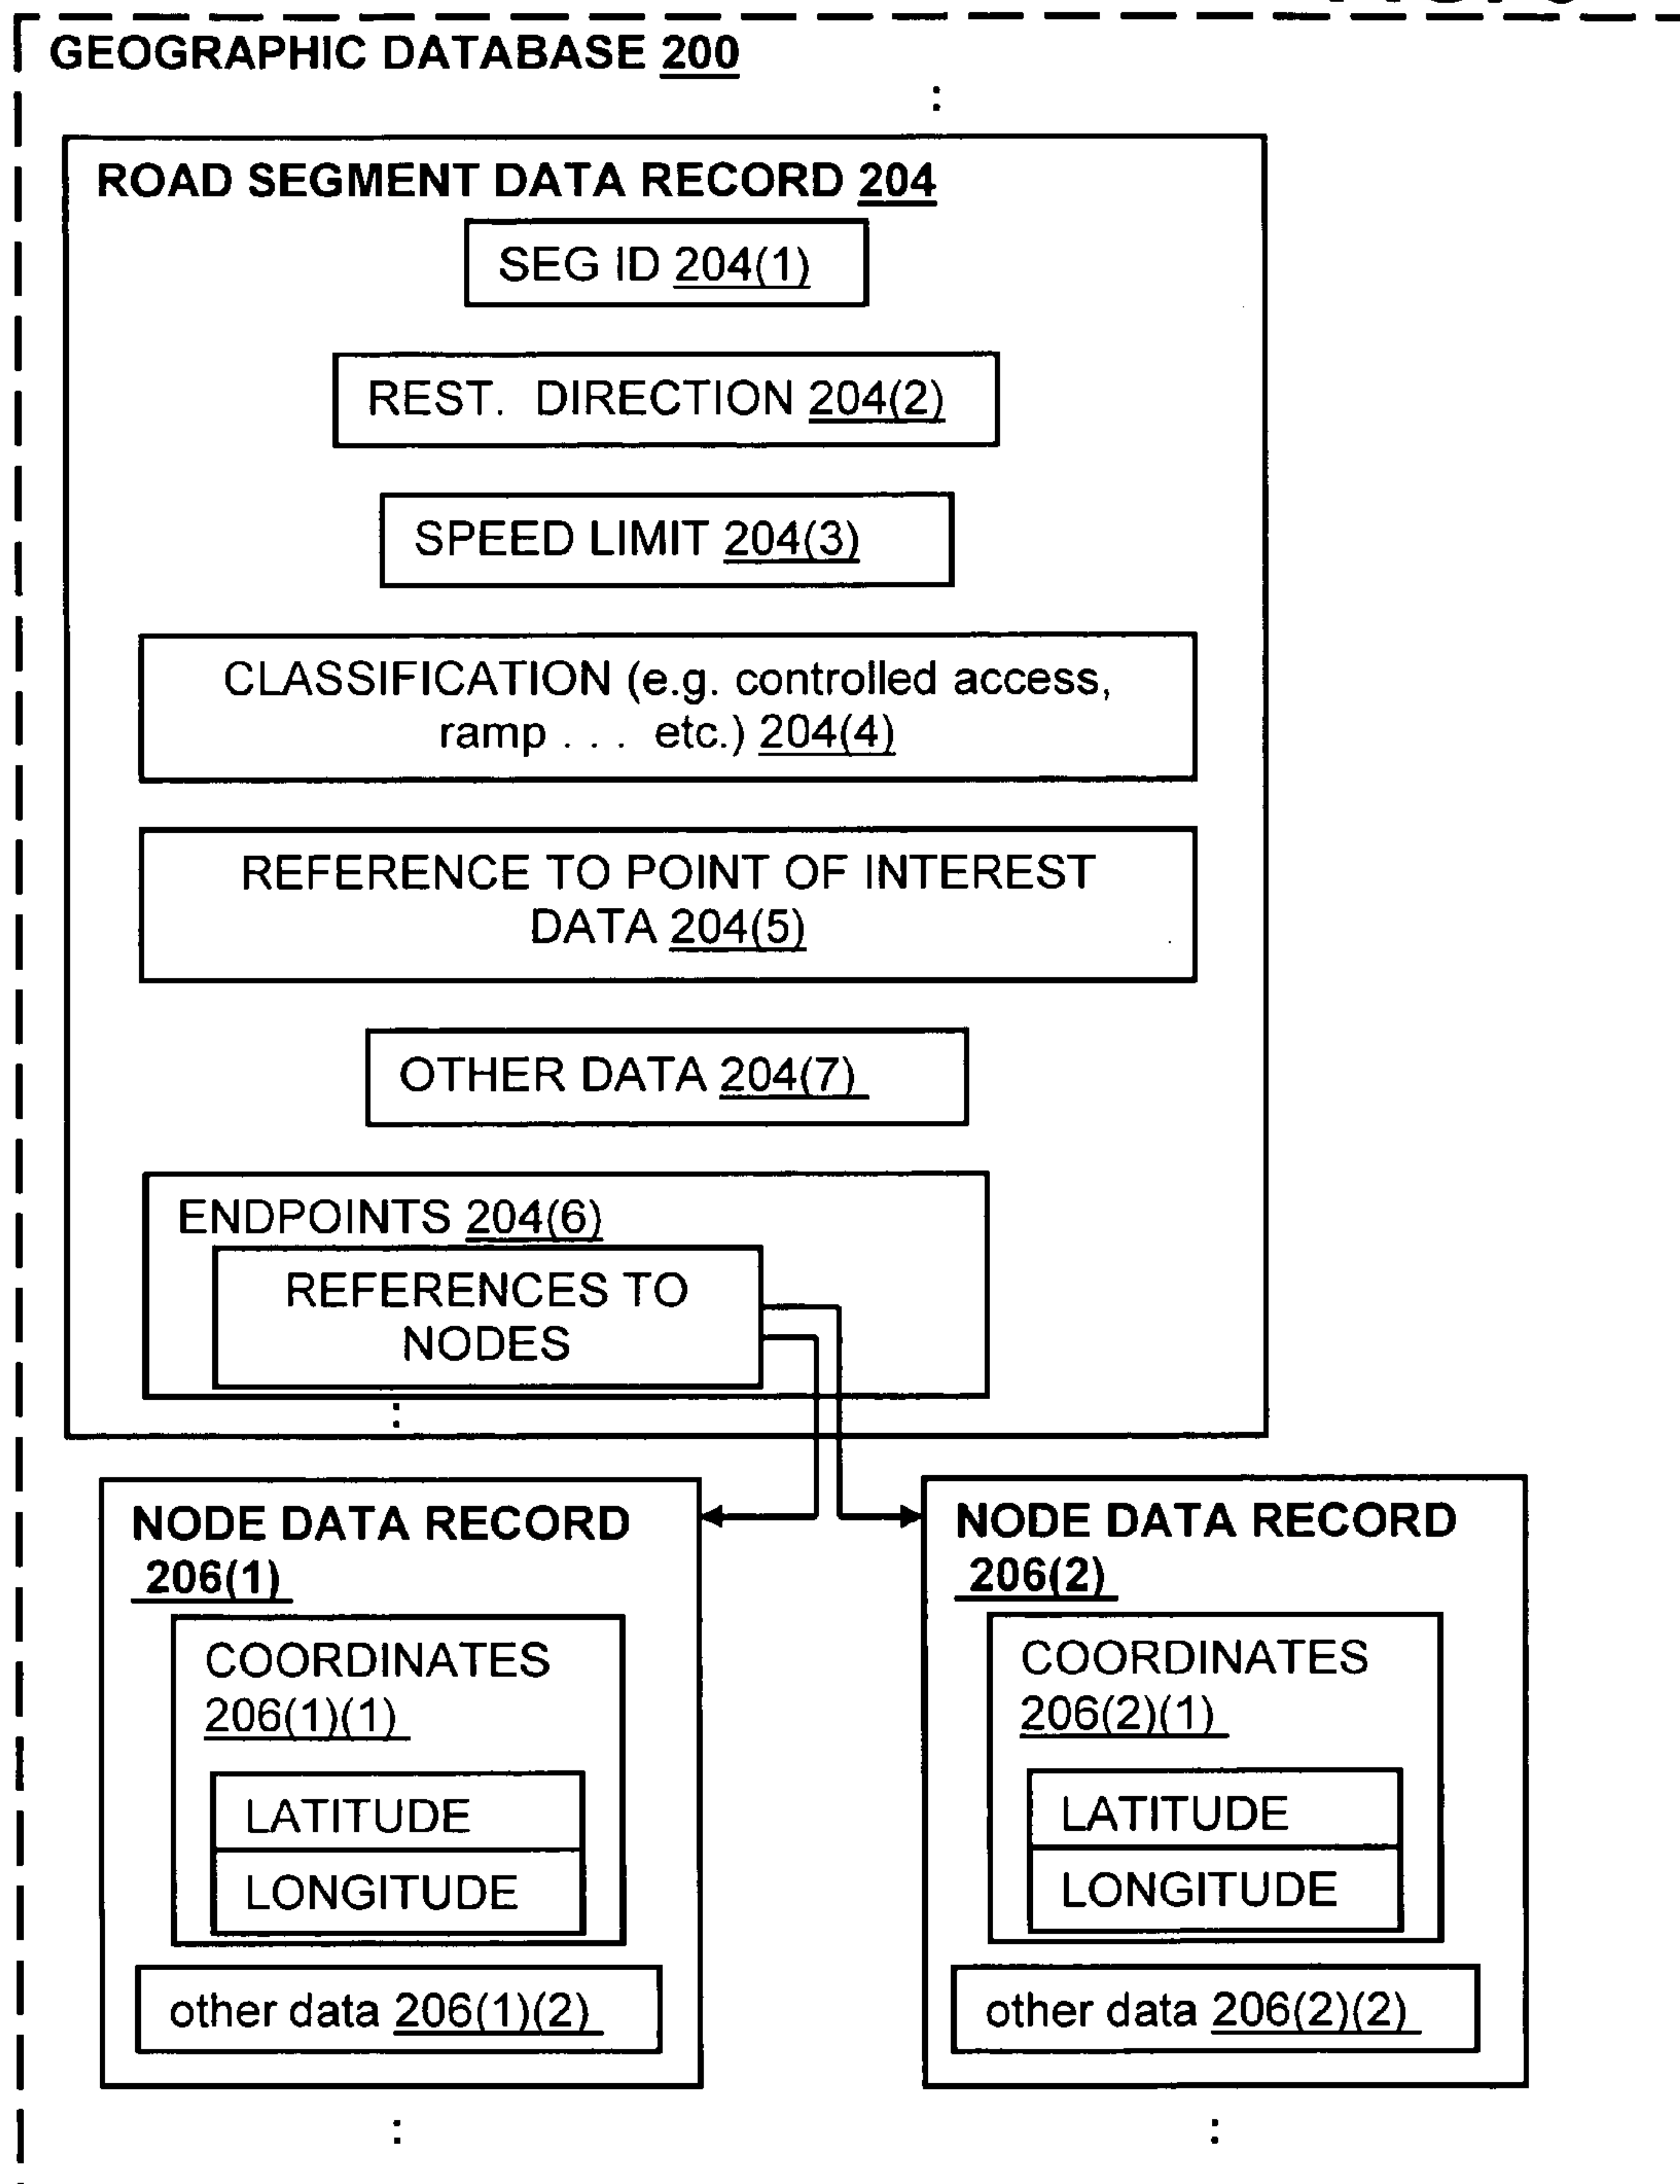 GEOGRAPHIC DATABASE 200
:
ROAD SEGMENT DATA RECORD 204
SEG ID 204(1)
REST. DIRECTION 204(2)
SPEED LIMIT 204(3)
CLASSIFICATION (e.g. controlled access,
ramp . . . etc.) 204(4)
REFERENCE TO POINT OF INTEREST
DATA 204(5)
OTHER DATA 204(7)
ENDPOINTS 204(6)
REFERENCES TO
NODES
:
NODE DATA RECORD
206(1)
COORDINATES
206(1)(1)
LATITUDE
LONGITUDE
other data 206(1)(2)
:
NODE DATA RECORD
206(2)
COORDINATES
206(2)(1)
LATITUDE
LONGITUDE
other data 206(2)(2)
: